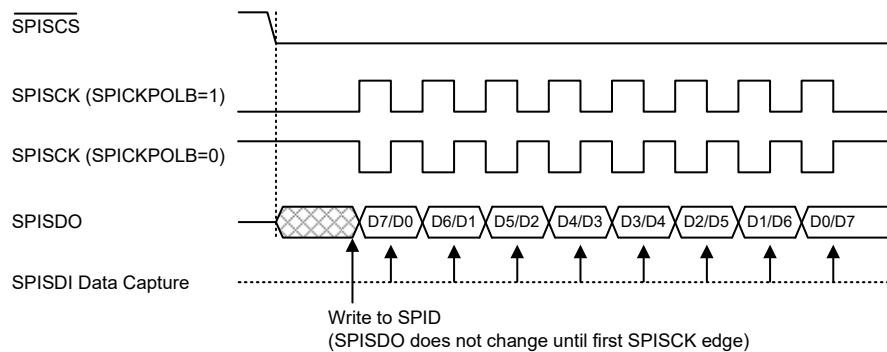 SPISCS
SPISCK (SPICKPOLB=1)
SPISCK (SPICKPOLB=0)
SPISDO D7/D0 D6/D1 D5/D2 D4/D3 D3/D4 D2/D5 D1/D6 D0/D7
SPISDI Data Capture
Write to SPID
(SPISDO does not change until first SPISCK edge)